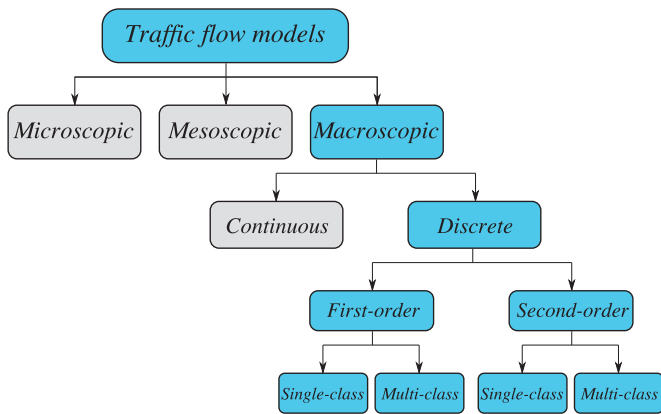 Traffic flow models
Microscopic
Mesoscopic
Macroscopic
Continuous
Discrete
First-order
Second-order
Single-class
Multi-class
Single-class
Multi-class